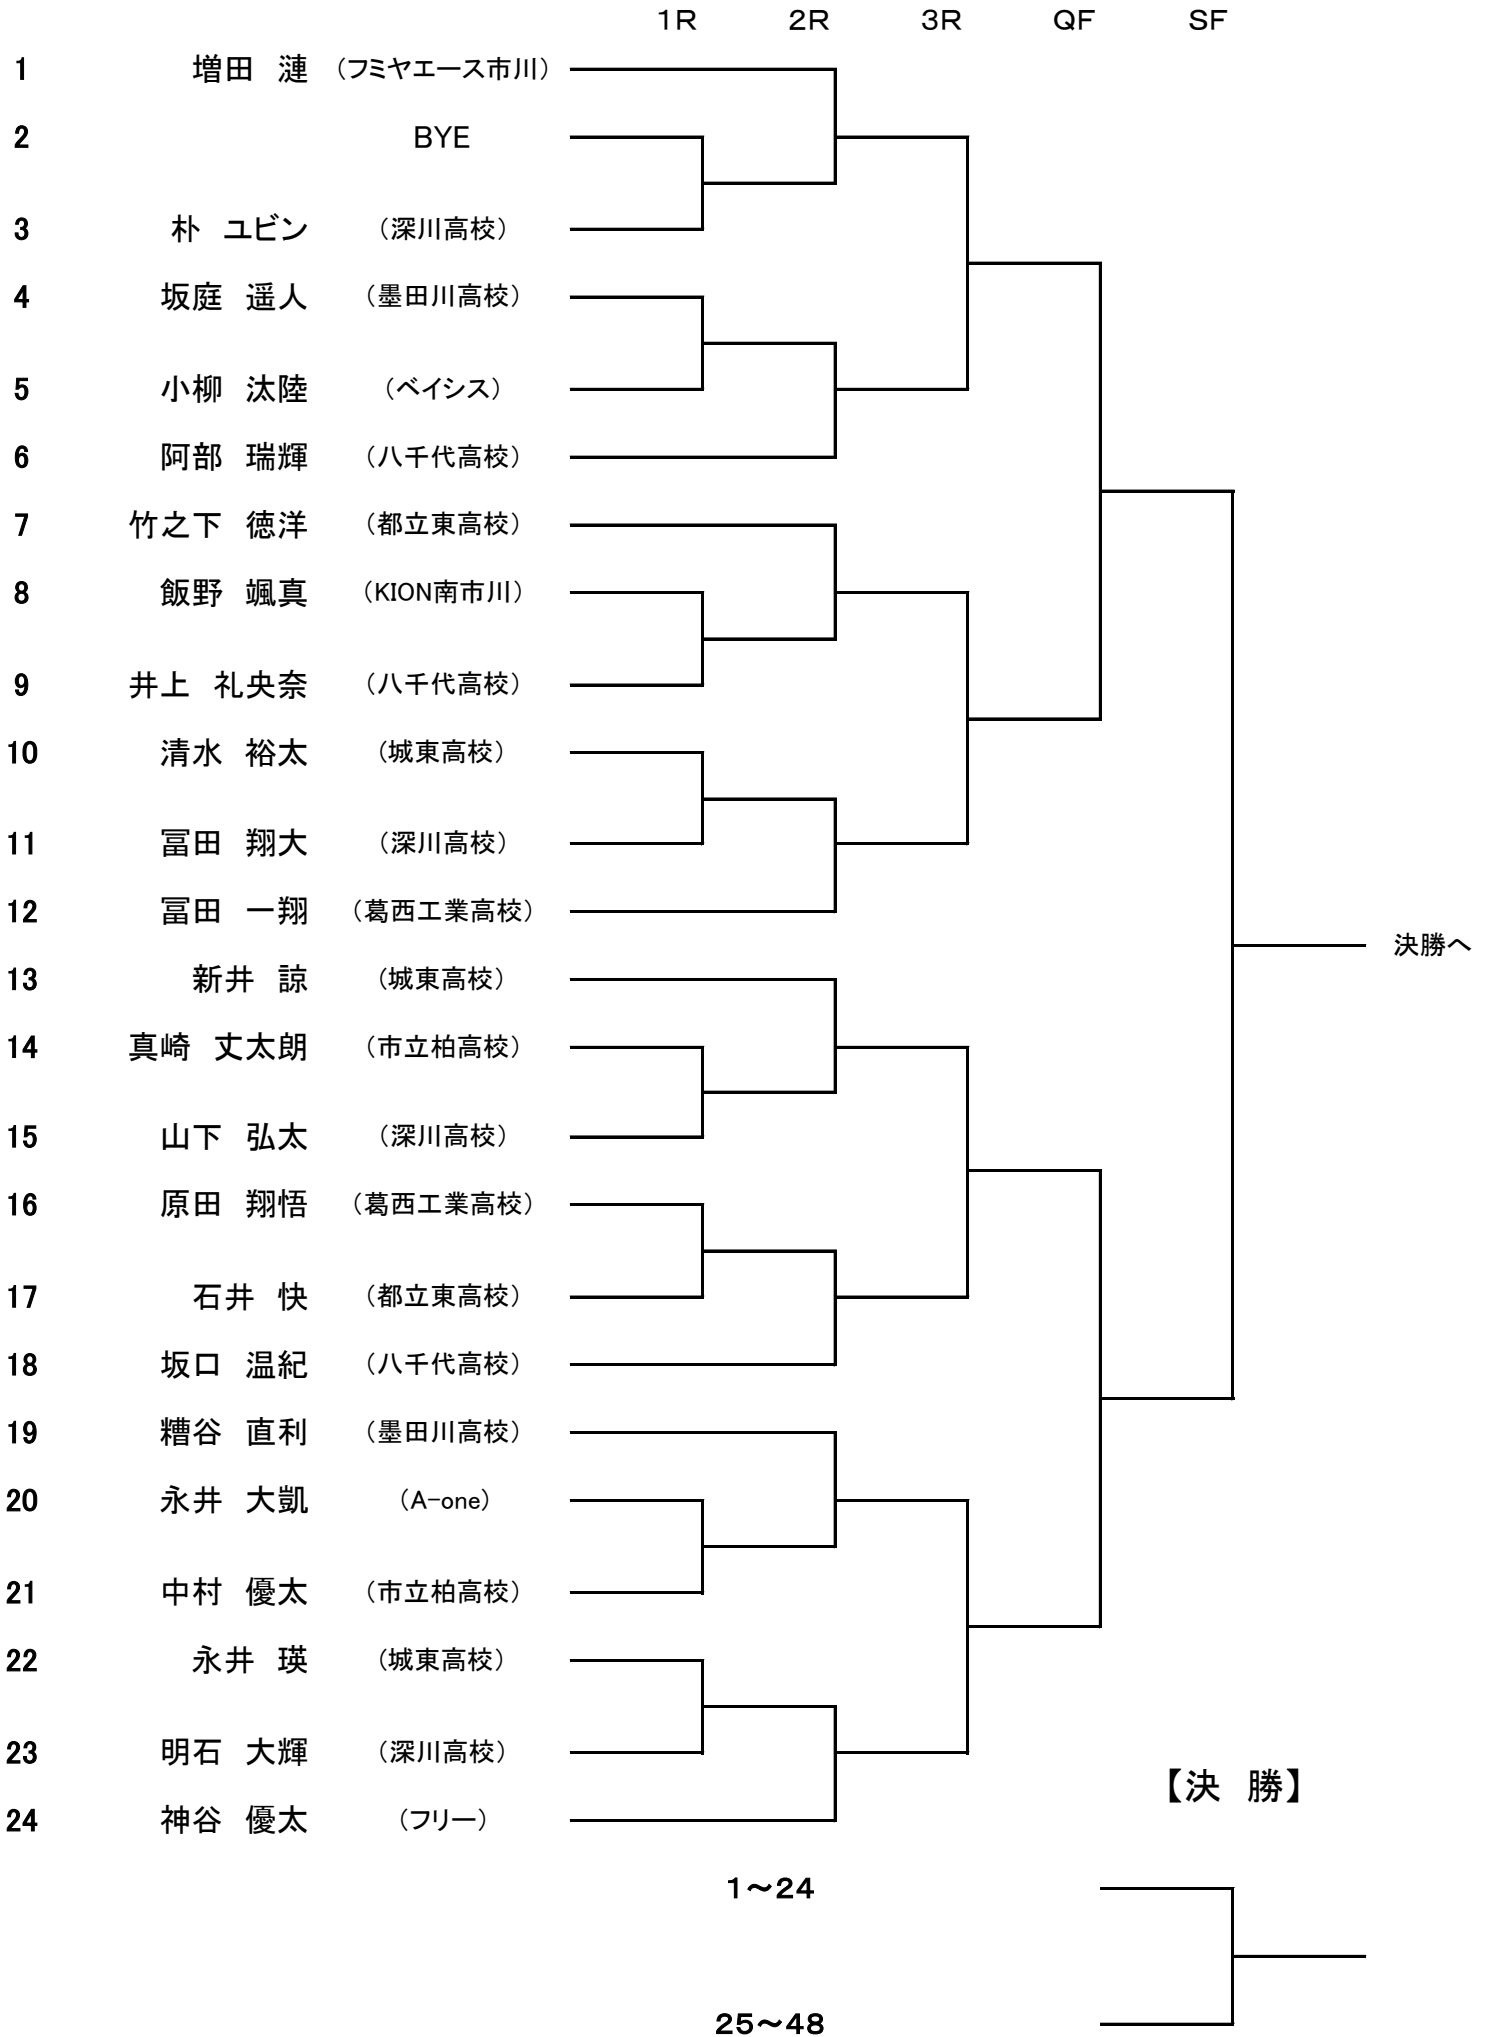 1R 2R 3R QF SF
1 増田　漣 （フミヤエース市川）
2 BYE
3 朴　ユビン （深川高校）
4 坂庭　遥人 （墨田川高校）
5 小柳　汰陸 （ベイシス）
6 阿部　瑞輝 （八千代高校）
7 竹之下　徳洋 （都立東高校）
8 飯野　颯真 （KION南市川）
9 井上　礼央奈 （八千代高校）
10 清水　裕太 （城東高校）
11 冨田　翔大 （深川高校）
12 冨田　一翔 （葛西工業高校）
決勝へ
13 新井　諒 （城東高校）
14 真崎　丈太朗 （市立柏高校）
15 山下　弘太 （深川高校）
16 原田　翔悟 （葛西工業高校）
17 石井　快 （都立東高校）
18 坂口　温紀 （八千代高校）
19 糟谷　直利 （墨田川高校）
20 永井　大凱 （A-one）
21 中村　優太 （市立柏高校）
22 永井　瑛 （城東高校）
23 明石　大輝 （深川高校）
【決　勝】
24 神谷　優太 （フリー）
1～24
25～48